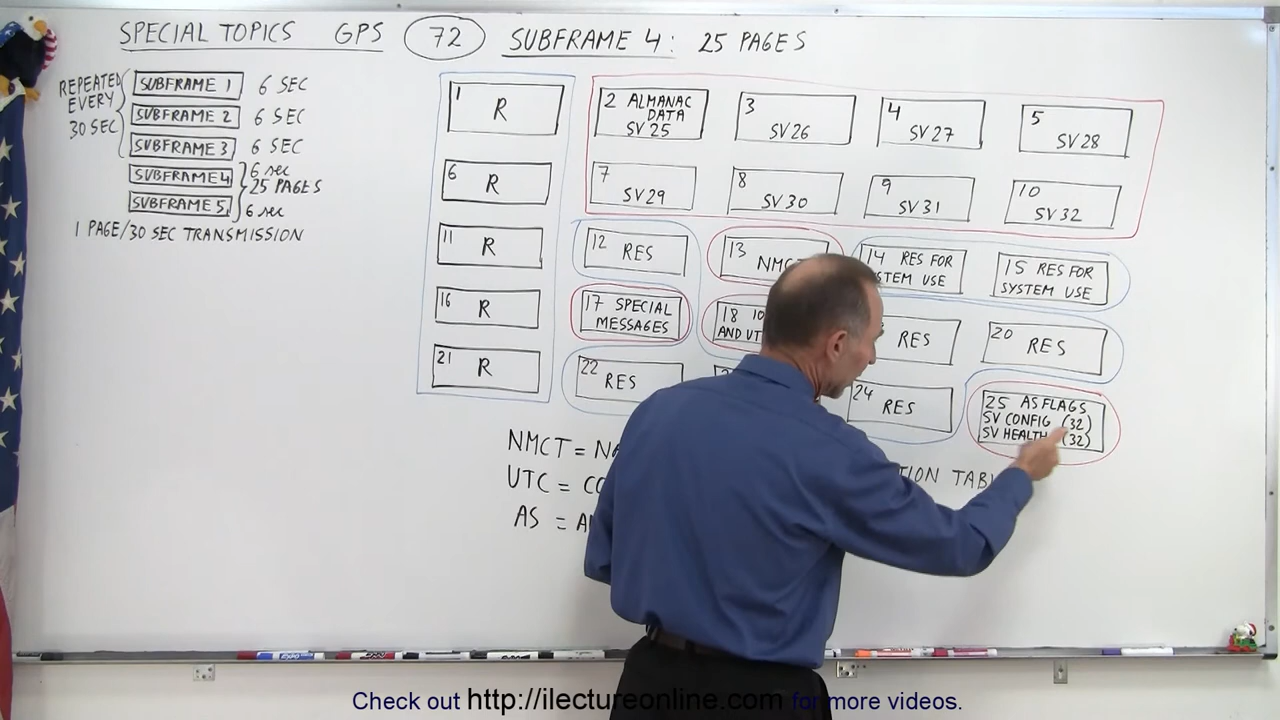 SPECIAL TOPICS GPS 72 SUBFRAME 4: 25 PAGES
REPEATED
EVERY
30 SEC
SUBFRAME 1 6 SEC
SUBFRAME 2 6 SEC
SUBFRAME 3 6 SEC
SUBFRAME 4 6 sec
25 PAGES
SUBFRAME 5 6 sec
1 PAGE/30 SEC TRANSMISSION
1 R
2 ALMANAC
DATA
SV 25
3 SV26
4 SV27
5 SV28
6 R
7 SV29
8 SV30
9 SV31
10 SV32
11 R
12 RES
13
14 RES FOR
USE
15 RES FOR
SYSTEM USE
16 R
17 SPECIAL
MESSAGES
18
AND
RES
20 RES
21 R
22 RES
24 RES
25 AS FLAGS
SV CONFIG (32)
SV HEALTH (32)
NMCT =
UTC =
AS =
Check out http://ilectureonline.com for more videos.